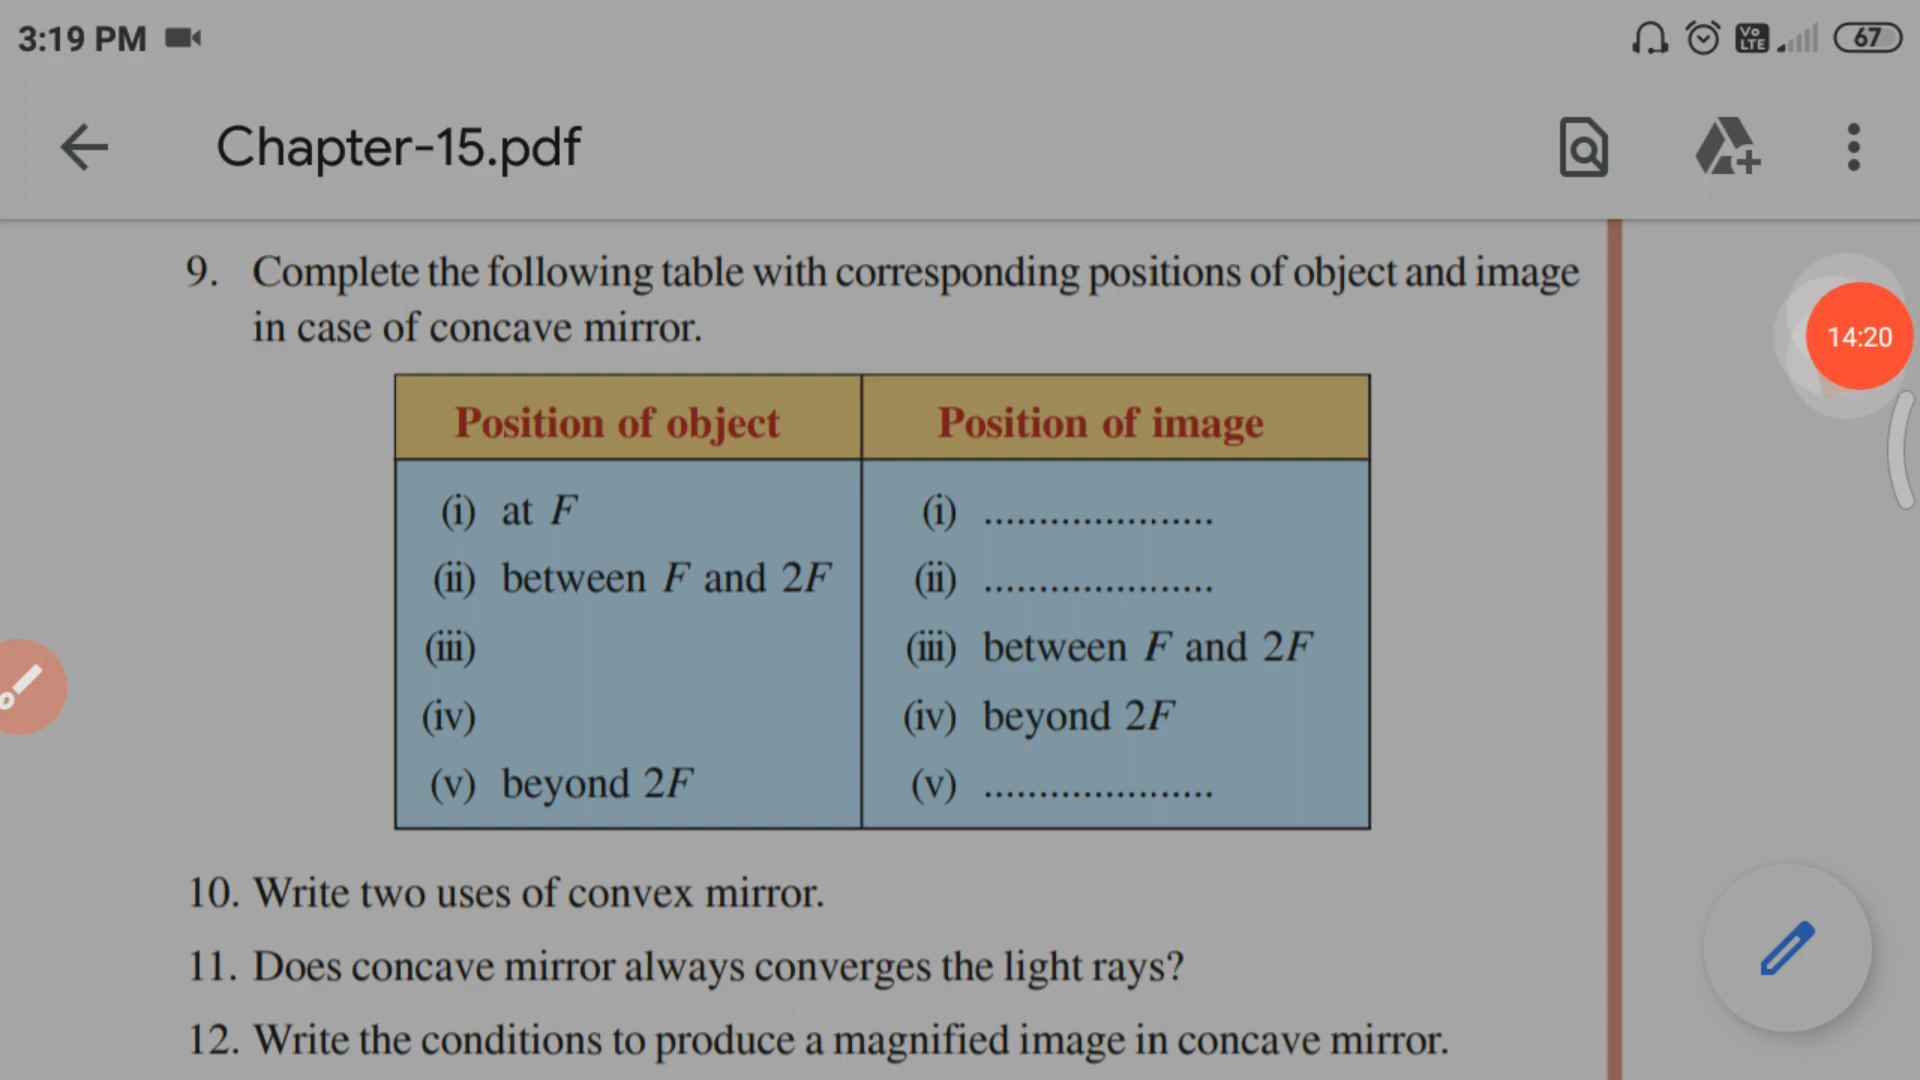 3:19 PM
Vo LTE
67
Chapter-15.pdf
9. Complete the following table with corresponding positions of object and image
in case of concave mirror.
14:20
Position of object Position of image
(i) at F (i) .....................
(ii) between F and 2F (ii) .....................
(iii) (iii) between F and 2F
(iv) (iv) beyond 2F
(v) beyond 2F (v) .....................
10. Write two uses of convex mirror.
11. Does concave mirror always converges the light rays?
12. Write the conditions to produce a magnified image in concave mirror.